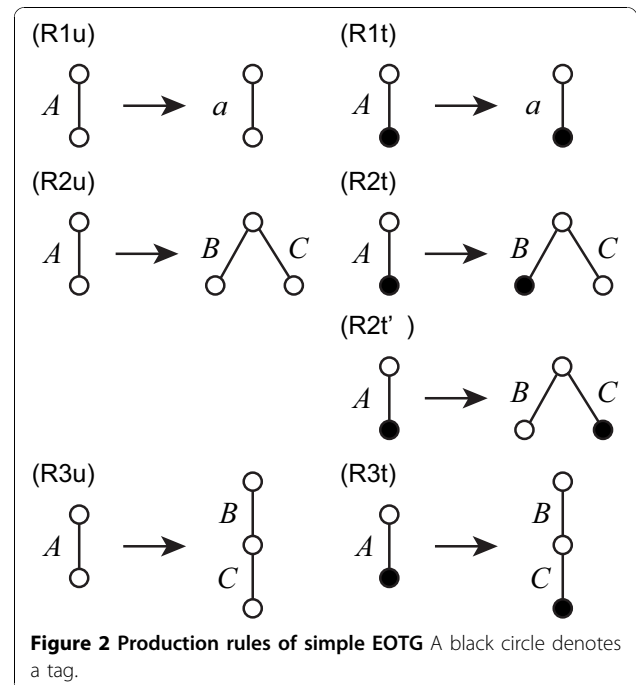 (R1u) (R1t)
A a A a
(R2u) (R2t)
A B C A B C
(R2t' )
A B C
(R3u) (R3t)
B B
A A
C C
Figure 2 Production rules of simple EOTG A black circle denotes
a tag.